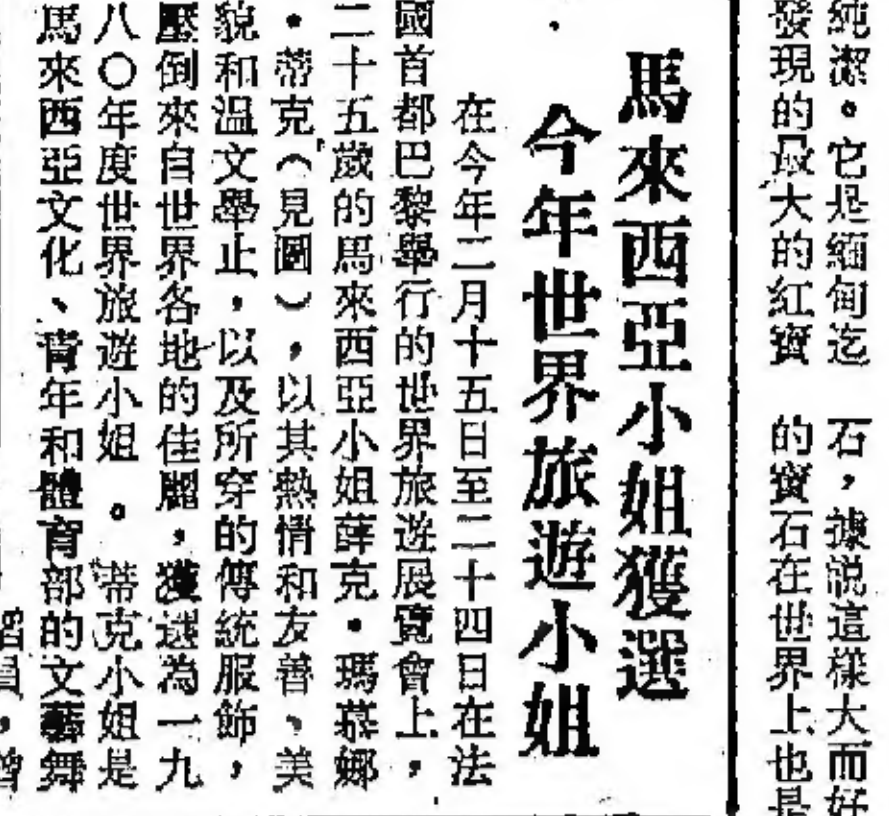 純潔。它是緬甸迄
發現的最大的紅寶
石，據說這樣大而好
的寶石在世界上也是
馬來西亞小姐獲選
今年世界旅遊小姐
在今年二月十五日至二十四日在法
國首都巴黎舉行的世界旅遊展覽會上，
二十五歲的馬來西亞小姐薛克•瑪慕娜
•蒂克（見圖），以其熱情和友善、美
貌和溫文舉止，以及所穿的傳統服飾，
壓倒來自世界各地的佳麗，獲選為一九
八〇年度世界旅遊小姐。蒂克小姐是
馬來西亞文化、青年和體育部的文藝舞